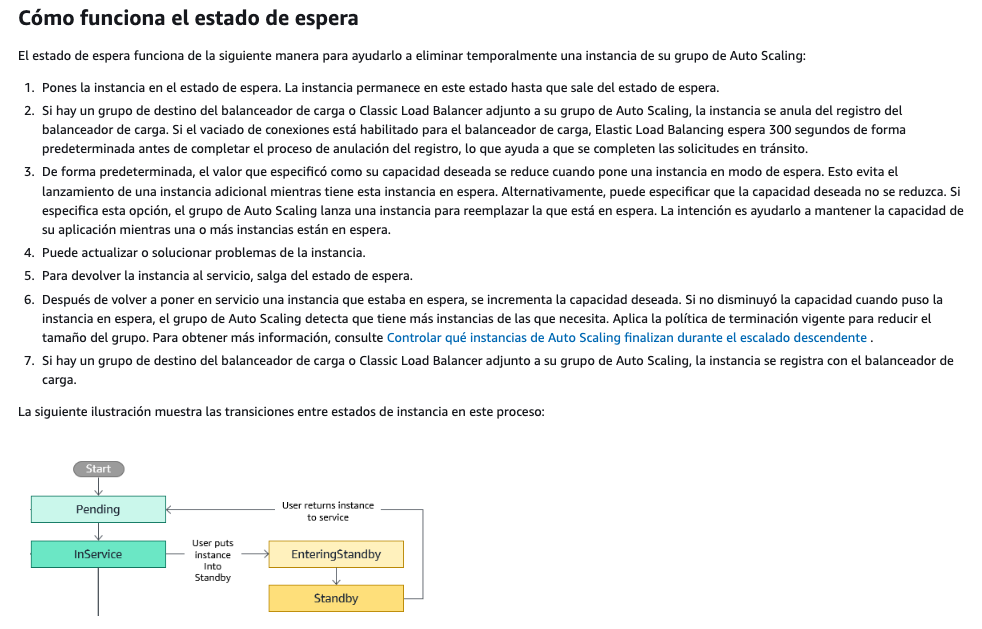 Cómo funciona el estado de espera
El estado de espera funciona de la siguiente manera para ayudarlo a eliminar temporalmente una instancia de su grupo de Auto Scaling:
1. Pones la instancia en el estado de espera. La instancia permanece en este estado hasta que sale del estado de espera.
2. Si hay un grupo de destino del balanceador de carga o Classic Load Balancer adjunto a su grupo de Auto Scaling, la instancia se anula del registro del
balanceador de carga. Si el vaciado de conexiones está habilitado para el balanceador de carga, Elastic Load Balancing espera 300 segundos de forma
predeterminada antes de completar el proceso de anulación del registro, lo que ayuda a que se completen las solicitudes en tránsito.
3. De forma predeterminada, el valor que especificó como su capacidad deseada se reduce cuando pone una instancia en modo de espera. Esto evita el
lanzamiento de una instancia adicional mientras tiene esta instancia en espera. Alternativamente, puede especificar que la capacidad deseada no se reduzca. Si
especifica esta opción, el grupo de Auto Scaling lanza una instancia para reemplazar la que está en espera. La intención es ayudarlo a mantener la capacidad de
su aplicación mientras una o más instancias están en espera.
4. Puede actualizar o solucionar problemas de la instancia.
5. Para devolver la instancia al servicio, salga del estado de espera.
6. Después de volver a poner en servicio una instancia que estaba en espera, se incrementa la capacidad deseada. Si no disminuyó la capacidad cuando puso la
instancia en espera, el grupo de Auto Scaling detecta que tiene más instancias de las que necesita. Aplica la política de terminación vigente para reducir el
tamaño del grupo. Para obtener más información, consulte Controlar qué instancias de Auto Scaling finalizan durante el escalado descendente .
7. Si hay un grupo de destino del balanceador de carga o Classic Load Balancer adjunto a su grupo de Auto Scaling, la instancia se registra con el balanceador de
carga.
La siguiente ilustración muestra las transiciones entre estados de instancia en este proceso:
Start
Pending
User returns instance
to service
InService
User puts
instance
Into
Standby
EnteringStandby
Standby